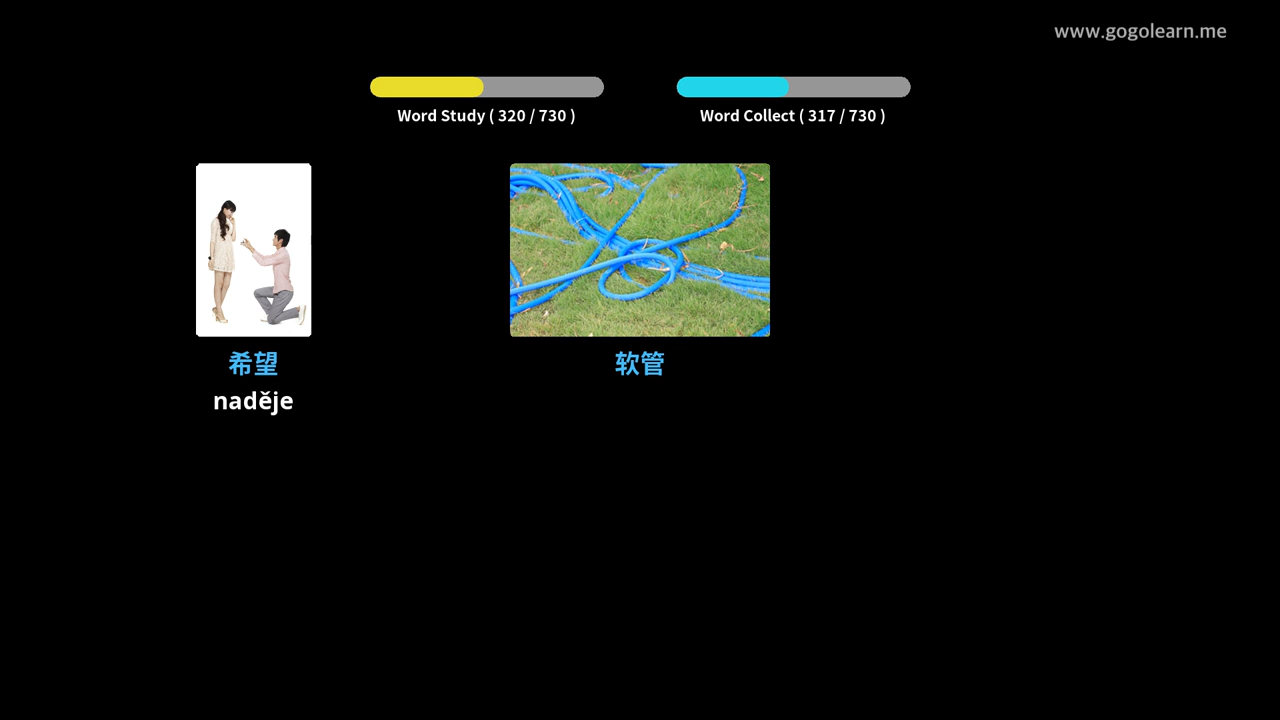 www.gogolearn.me
Word Study ( 320 / 730 )
Word Collect ( 317 / 730 )
希望
naděje
软管